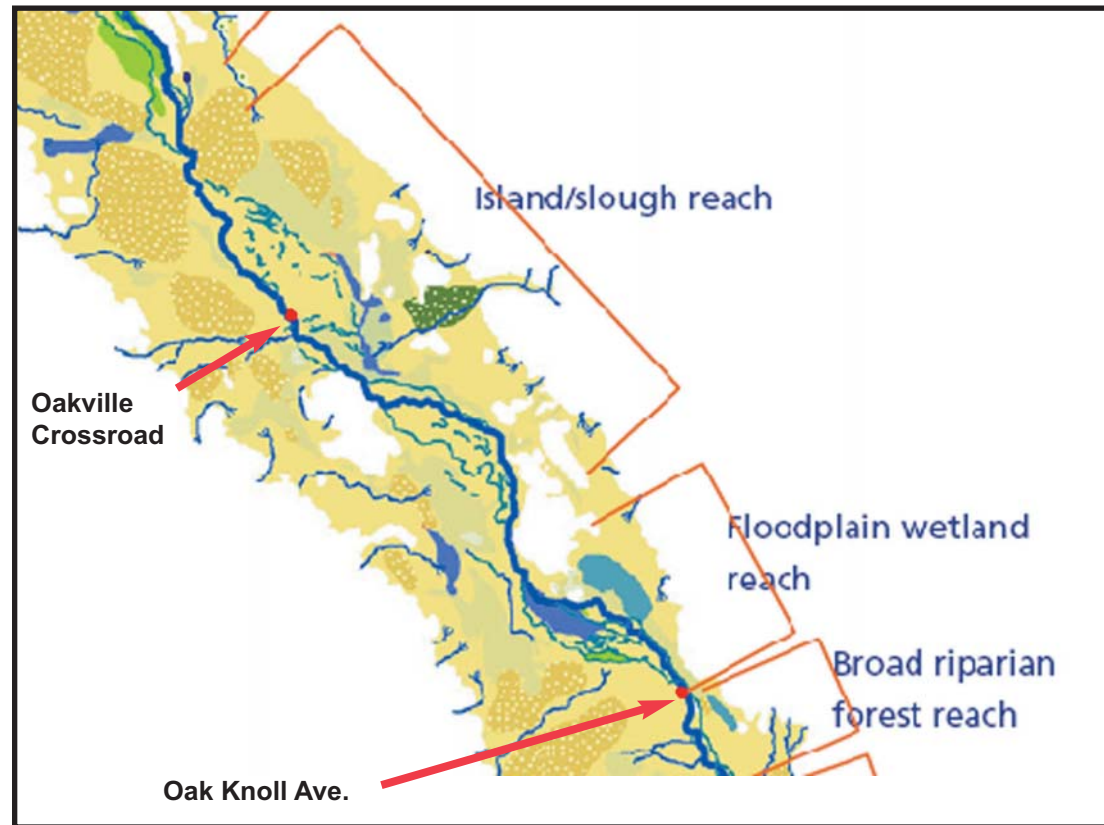 Island/slough reach
Oakville
Crossroad
Floodplain wetland
reach
Broad riparian
forest reach
Oak Knoll Ave.